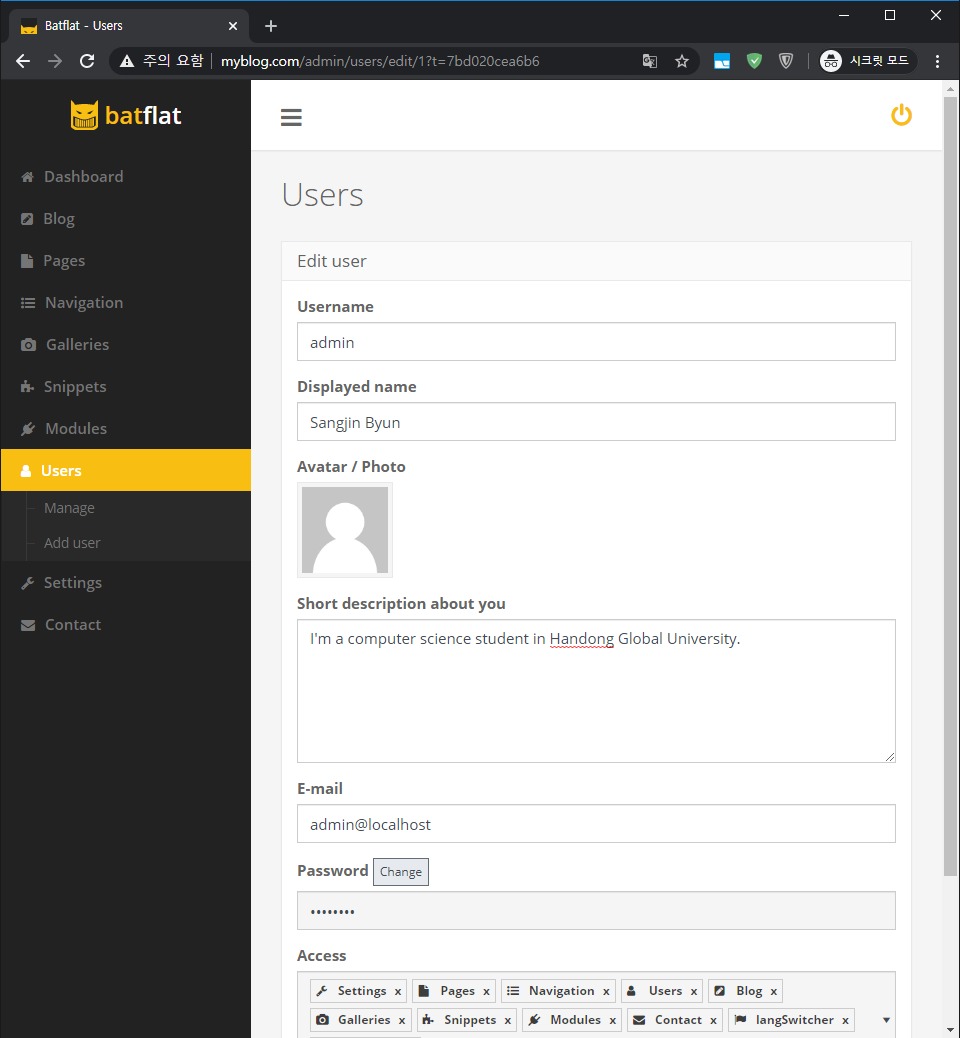 Batflat - Users
주의 요함 myblog.com/admin/users/edit/1?t=7bd020cea6b6 시크릿 모드
batflat
Dashboard
Blog
Pages
Navigation
Galleries
Snippets
Modules
Users
Manage
Add user
Settings
Contact
Users
Edit user
Username
admin
Displayed name
Sangjin Byun
Avatar / Photo
Short description about you
I'm a computer science student in Handong Global University.
E-mail
admin@localhost
Password Change
••••••••
Access
Settings x Pages x Navigation x Users x Blog x
Galleries x Snippets x Modules x Contact x langSwitcher x